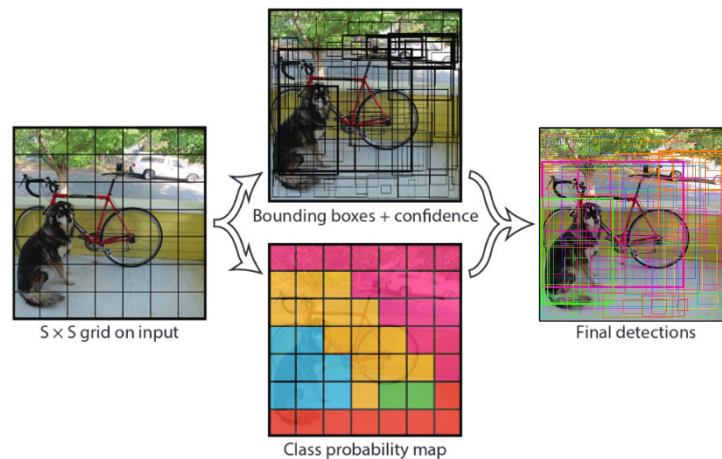 Bounding boxes + confidence
S × S grid on input
Final detections
Class probability map